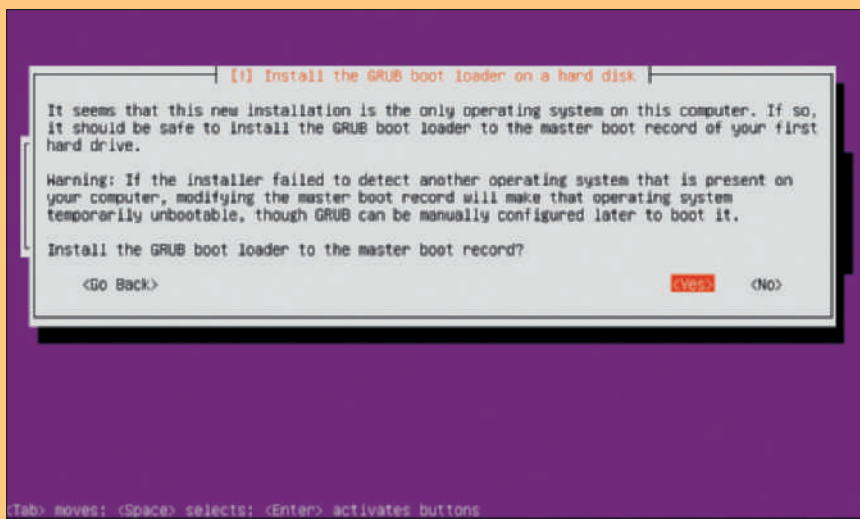 [!] Install the GRUB boot loader on a hard disk
It seems that this new installation is the only operating system on this computer. If so,
it should be safe to install the GRUB boot loader to the master boot record of your first
hard drive.
Warning: If the installer failed to detect another operating system that is present on
your computer, modifying the master boot record will make that operating system
temporarily unbootable, though GRUB can be manually configured later to boot it.
Install the GRUB boot loader to the master boot record?
<Go Back> <Yes> <No>
<Tab> moves; <Space> selects; <Enter> activates buttons